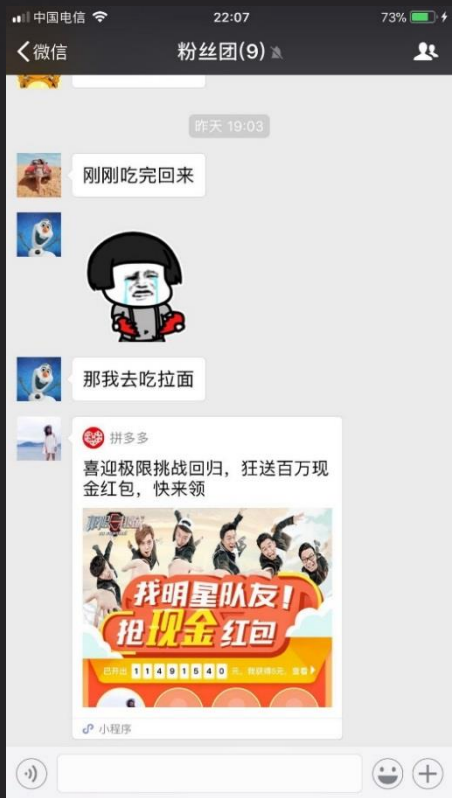 中国电信 22:07 73%
微信 粉丝团(9)
昨天 19:03
刚刚吃完回来
那我去吃拉面
拼多多
喜迎极限挑战回归，狂送百万现
金红包，快来领
找明星队友！
抢现金红包
已开出 11491540 元，
小程序